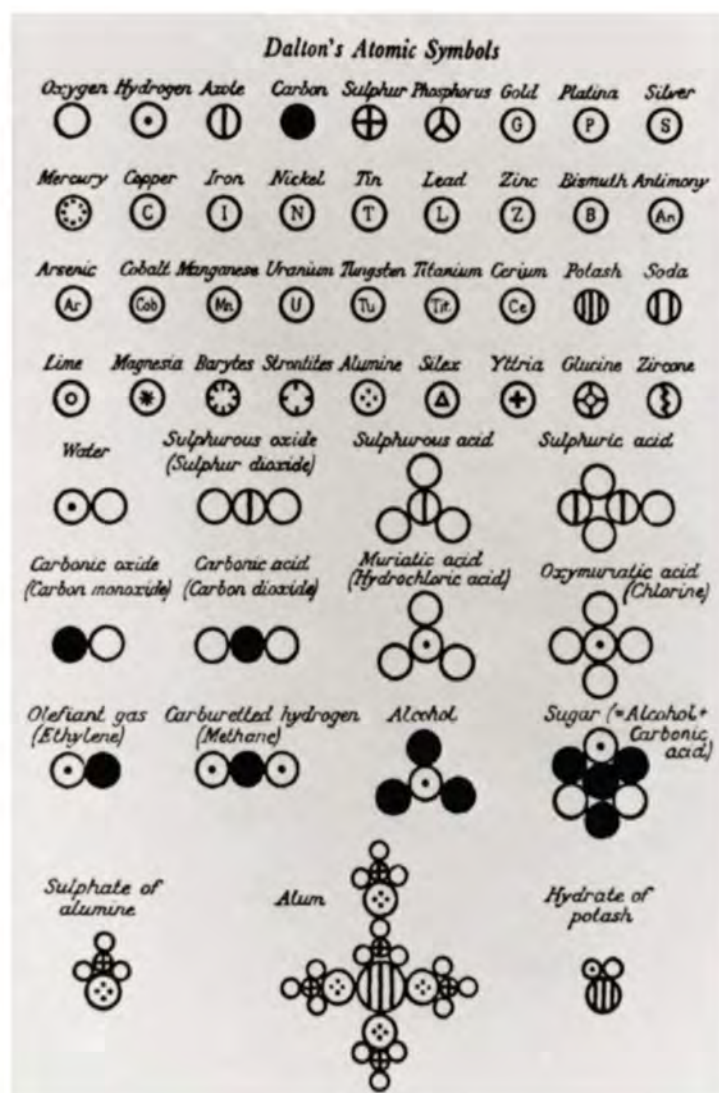 Dalton's Atomic Symbols
Oxygen Hydrogen Azote Carbon Sulphur Phosphorus Gold Platina Silver
G P S
Mercury Copper Iron Nickel Tin Lead Zinc Bismuth Antimony
C I N T L Z B An
Arsenic Cobalt Manganese Uranium Tungsten Titanium Cerium Potash Soda
Ar Cob Mn U Tu Tit. Ce
Lime Magnesia Barytes Strontites Alumine Silex Yttria Glucine Zircone
Water Sulphurous oxide Sulphurous acid Sulphuric acid
(Sulphur dioxide)
Carbonic oxide Carbonic acid Muriatic acid Oxymuriatic acid
(Carbon monoxide) (Carbon dioxide) (Hydrochloric acid) (Chlorine)
Olefiant gas Carburetted hydrogen Alcohol Sugar (=Alcohol+
(Ethylene) (Methane) Carbonic
acid)
Sulphate of Alum Hydrate of
alumine potash